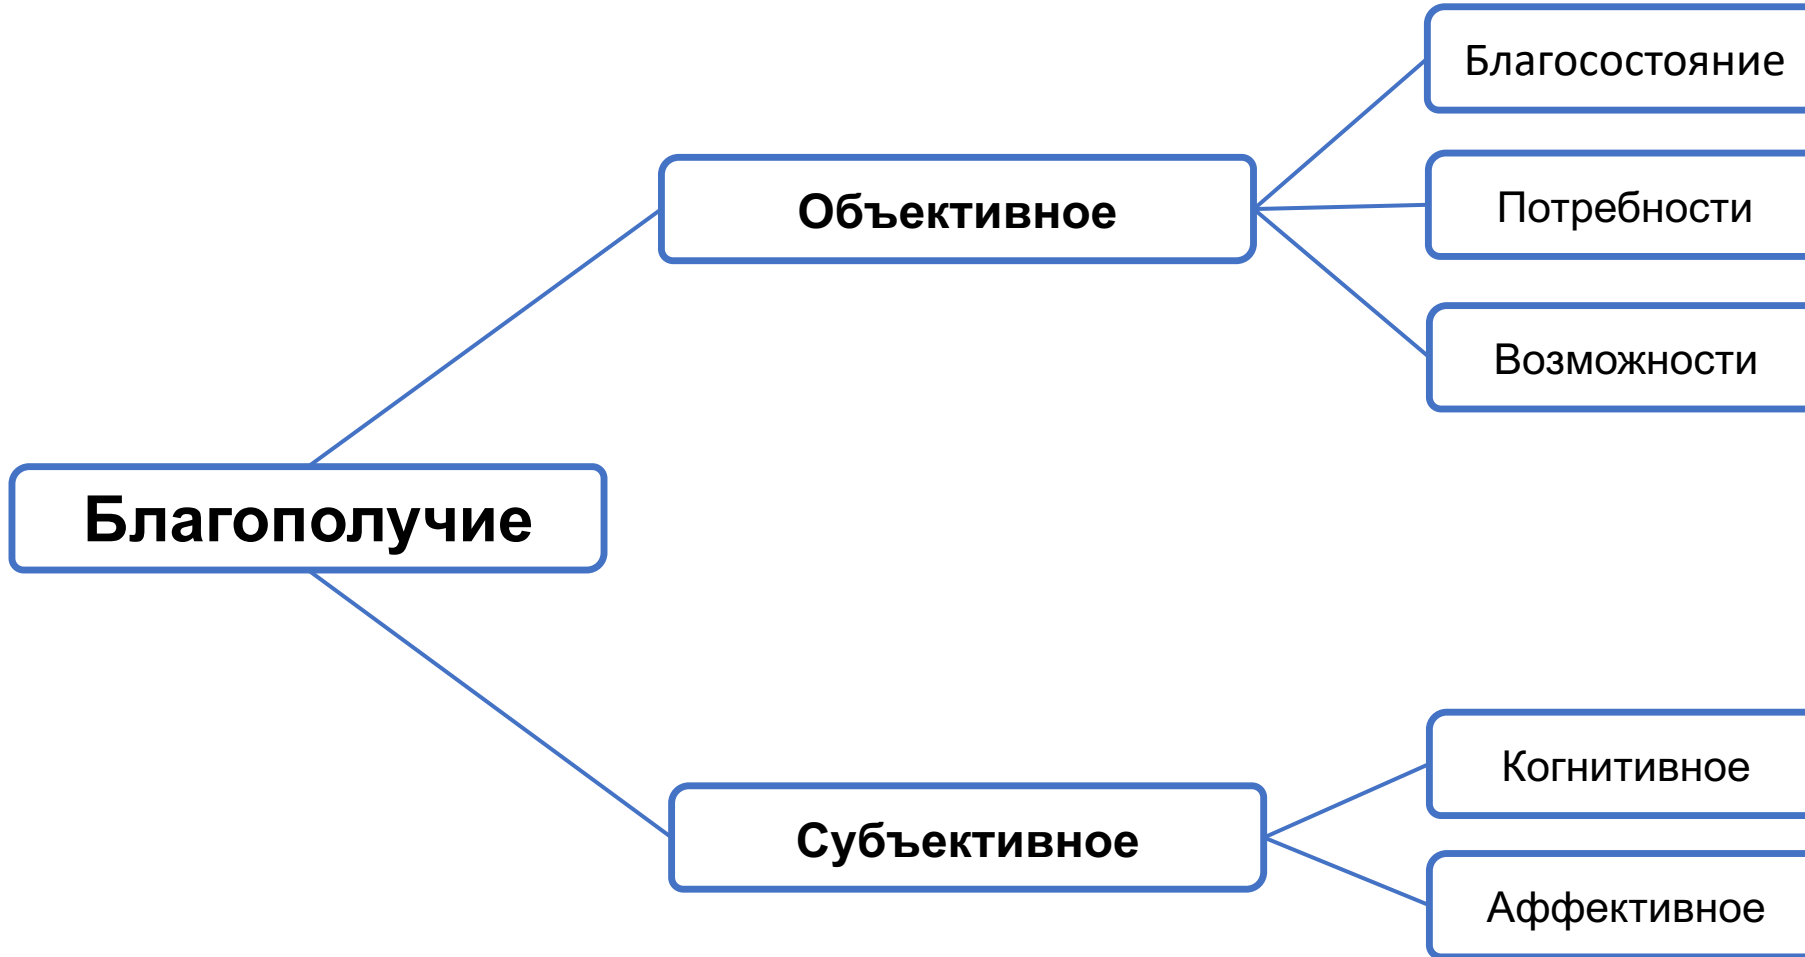 Благосостояние
Объективное
Потребности
Возможности
Благополучие
Когнитивное
Субъективное
Аффективное